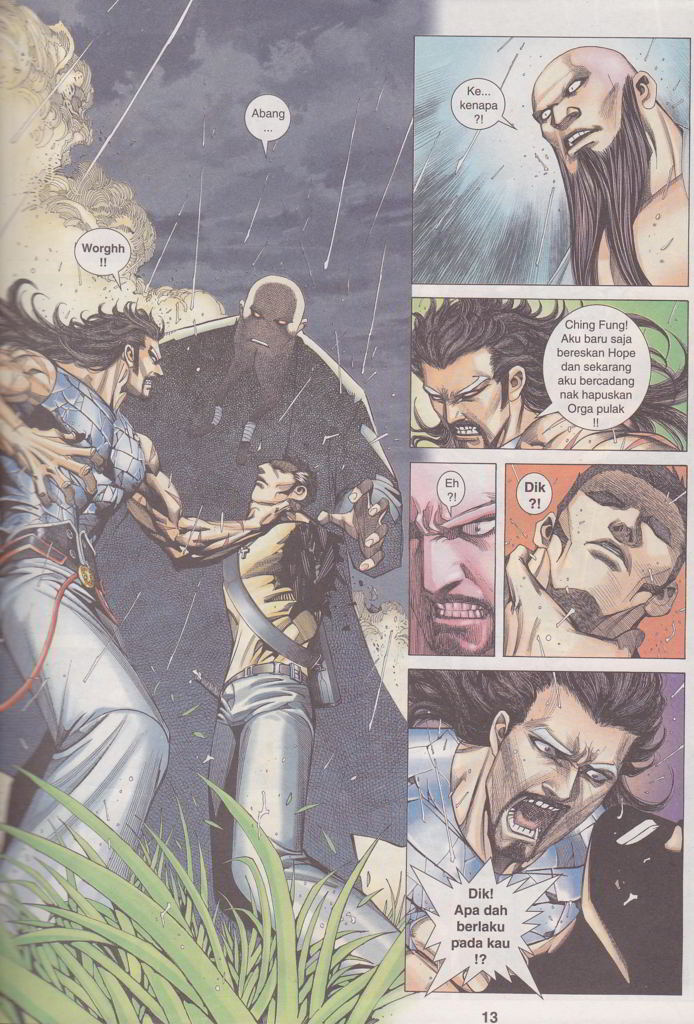 Abang
...
Worghh
!!
Ke...
kenapa
?!
Ching Fung!
Aku baru saja
bereskan Hope
dan sekarang
aku bercadang
nak hapuskan
Orga pulak
!!
Eh
?!
Dik
?!
Dik!
Apa dah
berlaku
pada kau
!?
13